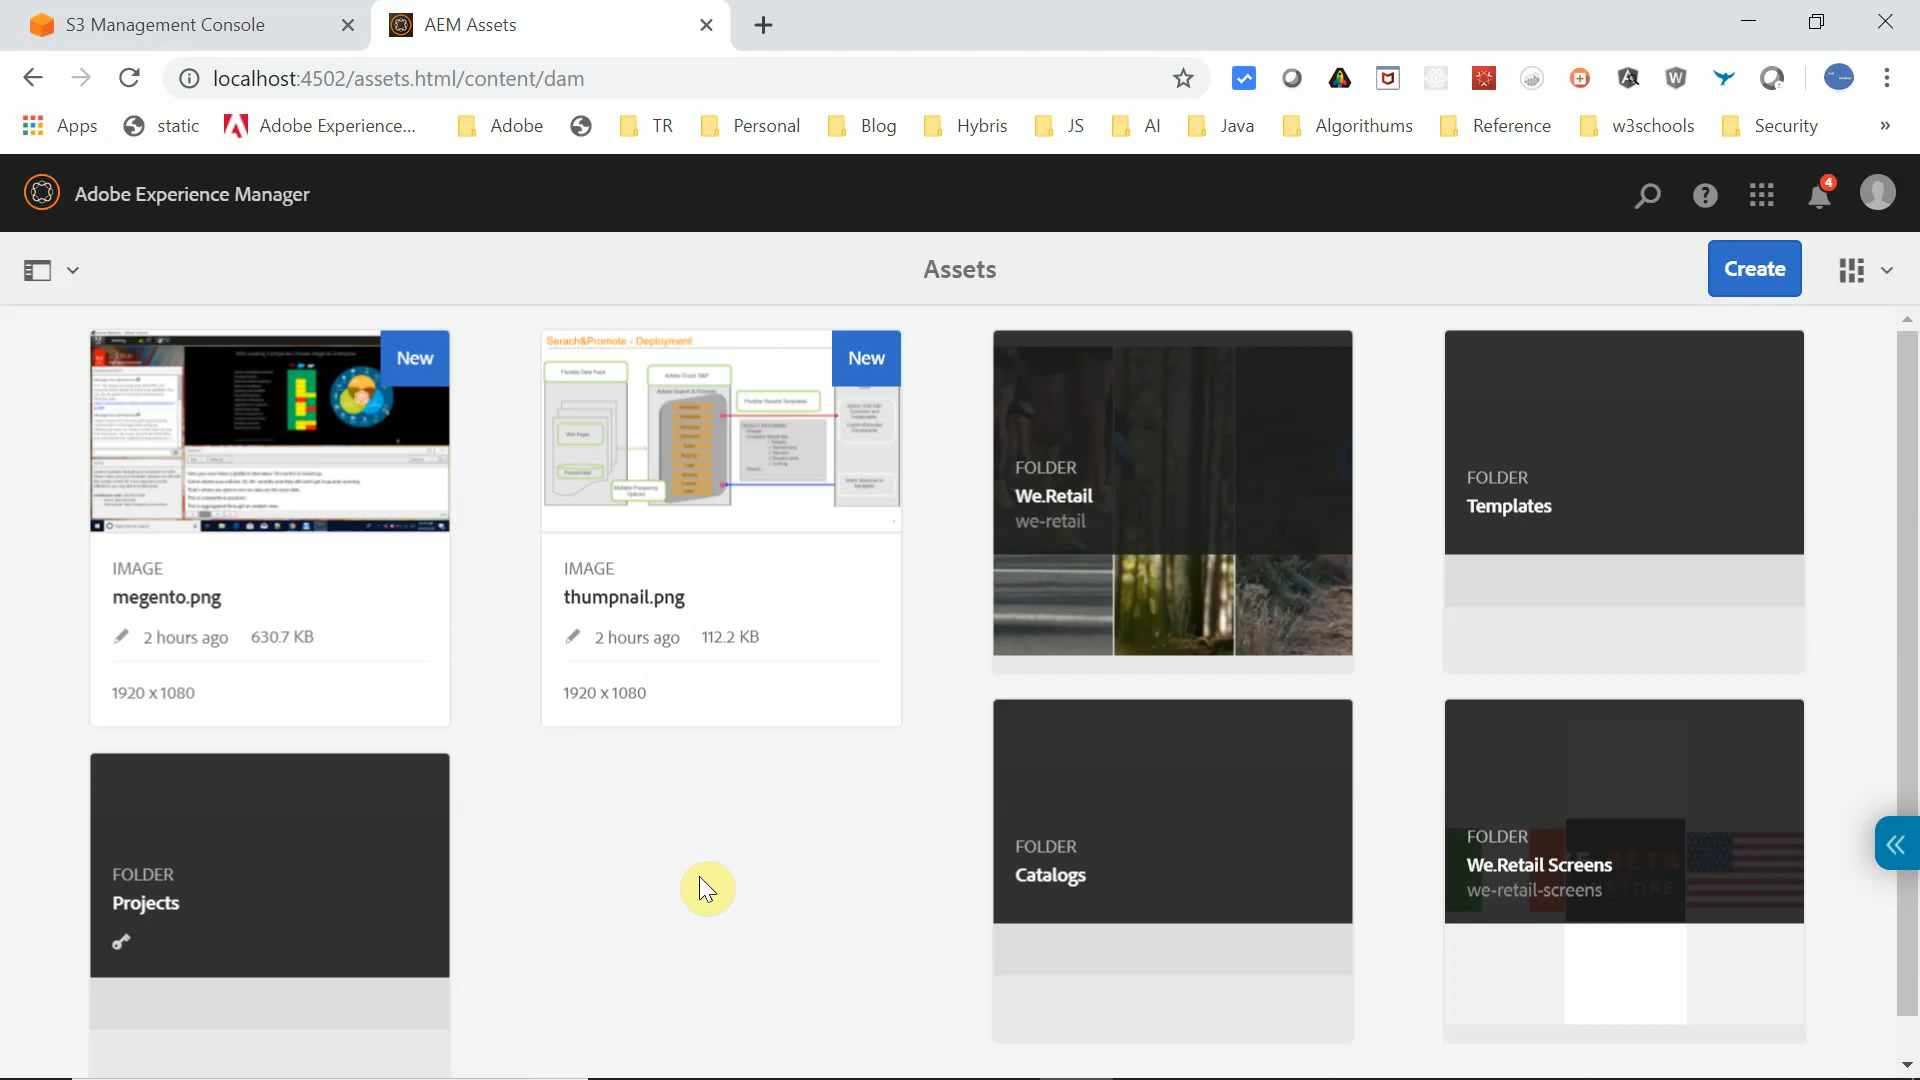 S3 Management Console
AEM Assets
localhost:4502/assets.html/content/dam
Apps
static
Adobe Experience...
Adobe
TR
Personal
Blog
Hybris
JS
AI
Java
Algorithums
Reference
w3schools
Security
»
Adobe Experience Manager
4
Assets
Create
New
IMAGE
megento.png
2 hours ago 630.7 KB
1920 x 1080
Serach&Promote - Deployment
New
IMAGE
thumpnail.png
2 hours ago 112.2 KB
1920 x 1080
FOLDER
We.Retail
we-retail
FOLDER
Templates
FOLDER
Projects
FOLDER
Catalogs
FOLDER
We.Retail Screens
we-retail-screens